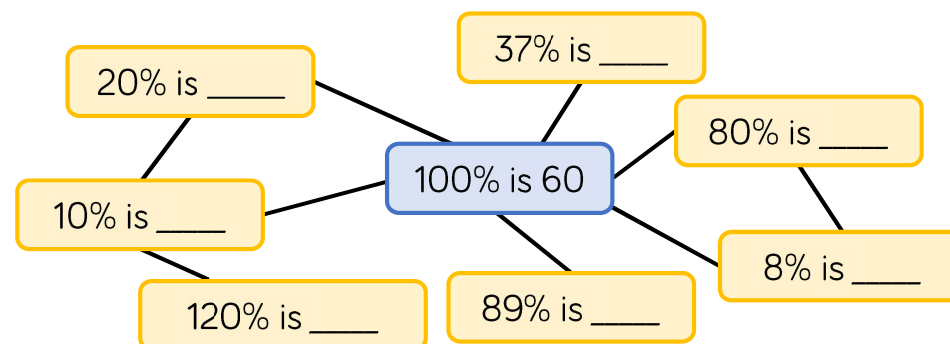 37% is ____
20% is ____
80% is ____
100% is 60
10% is ____
8% is ____
120% is ____
89% is ____